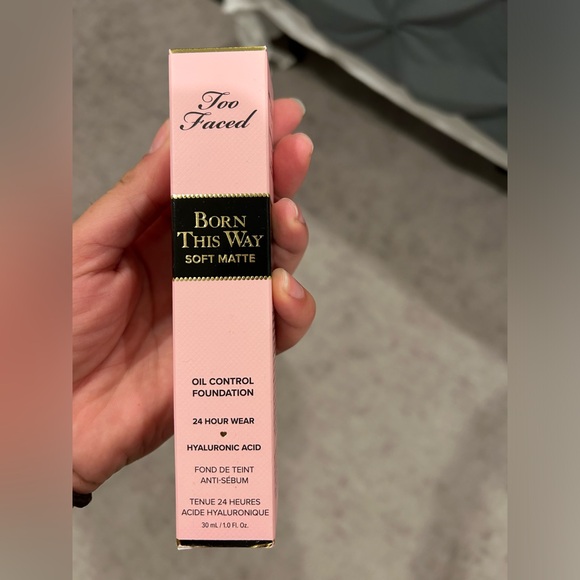 Too
Faced
BORN
THIS WAY
SOFT MATTE
OIL CONTROL
FOUNDATION
24 HOUR WEAR
HYALURONIC ACID
FOND DE TEINT
ANTI-SÉBUM
TENUE 24 HEURES
ACIDE HYALURONIQUE
30 mL / 1.0 FL. Oz.